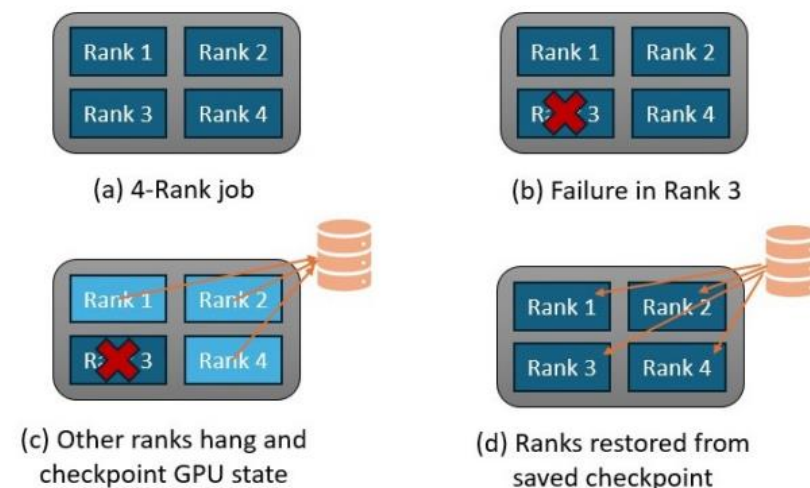 Rank 1 Rank 2
Rank 3 Rank 4
(a) 4-Rank job
Rank 1 Rank 2
3 Rank 4
(b) Failure in Rank 3
Rank 1 Rank 2
3 Rank 4
(c) Other ranks hang and
checkpoint GPU state
Rank 1 Rank 2
Rank 3 Rank 4
(d) Ranks restored from
saved checkpoint